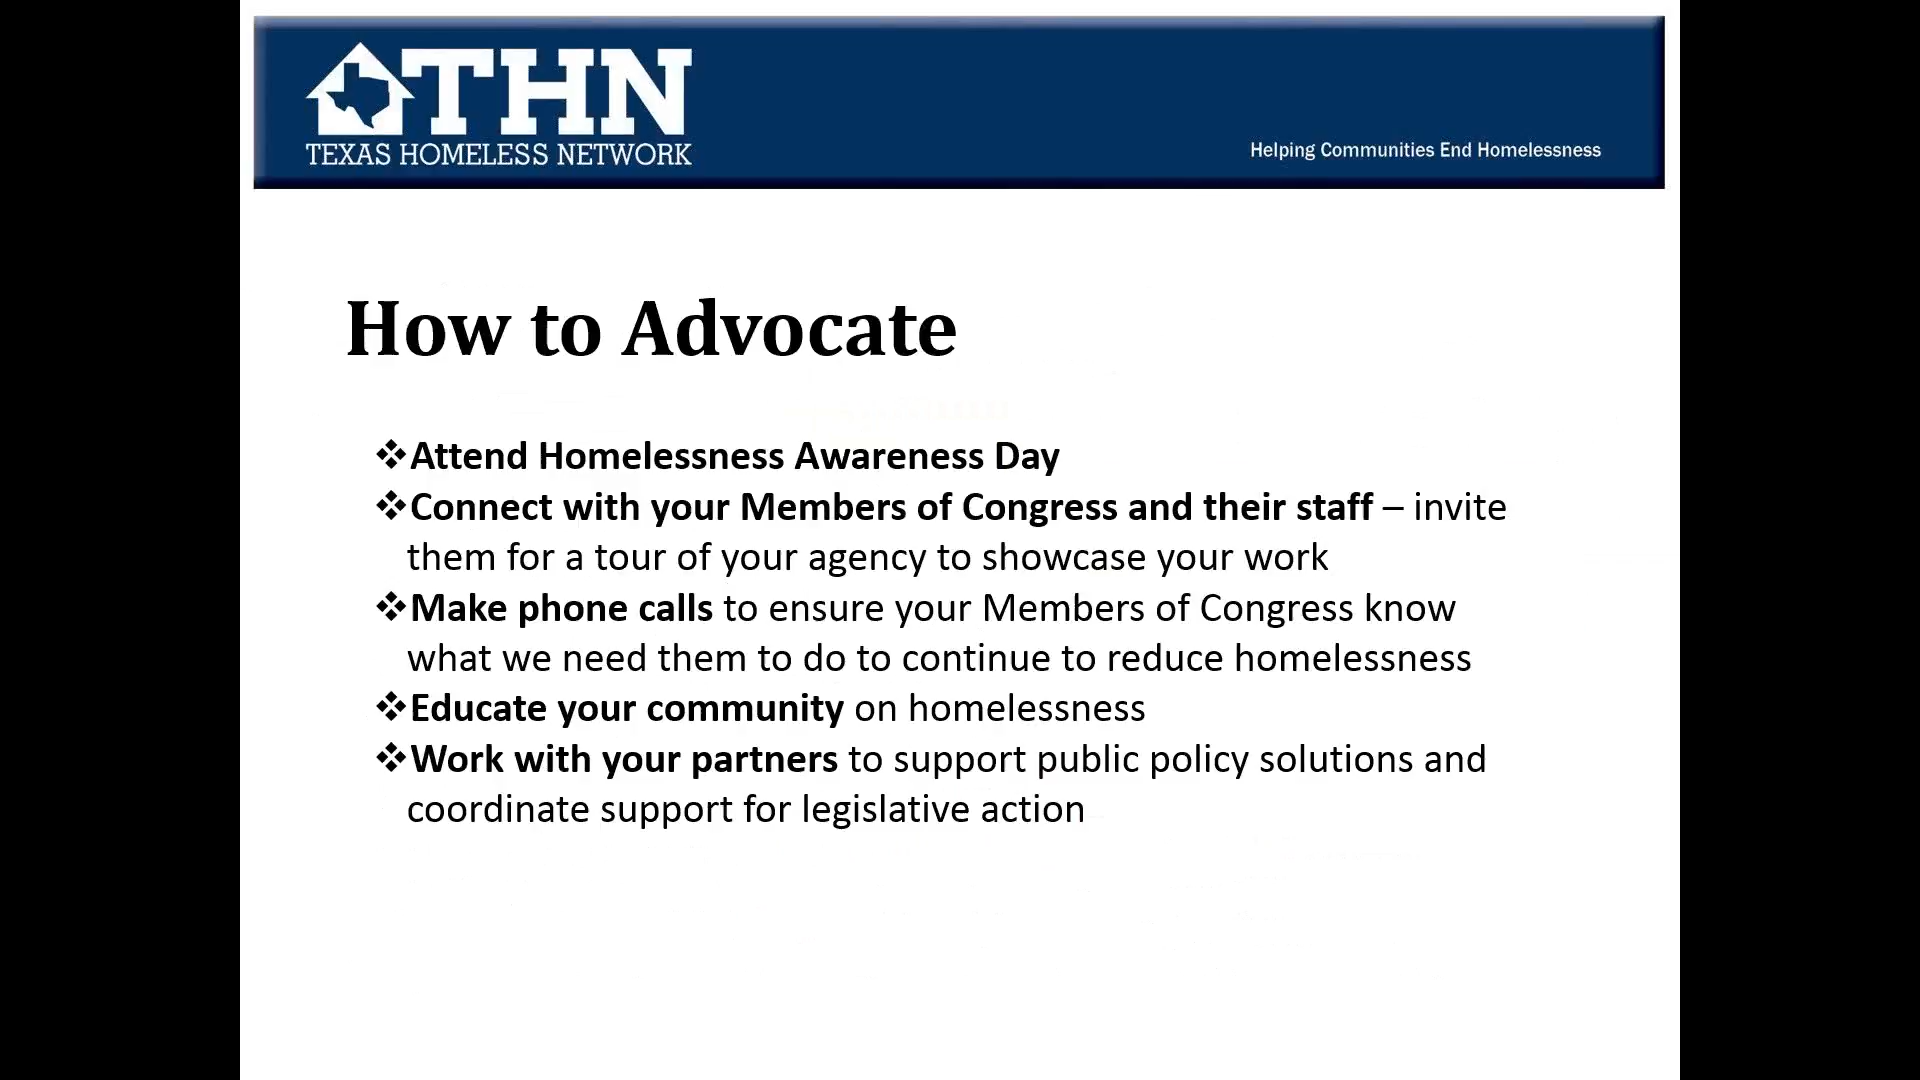 THN
TEXAS HOMELESS NETWORK
Helping Communities End Homelessness
How to Advocate
❖Attend Homelessness Awareness Day
❖Connect with your Members of Congress and their staff – invite
them for a tour of your agency to showcase your work
❖Make phone calls to ensure your Members of Congress know
what we need them to do to continue to reduce homelessness
❖Educate your community on homelessness
❖Work with your partners to support public policy solutions and
coordinate support for legislative action